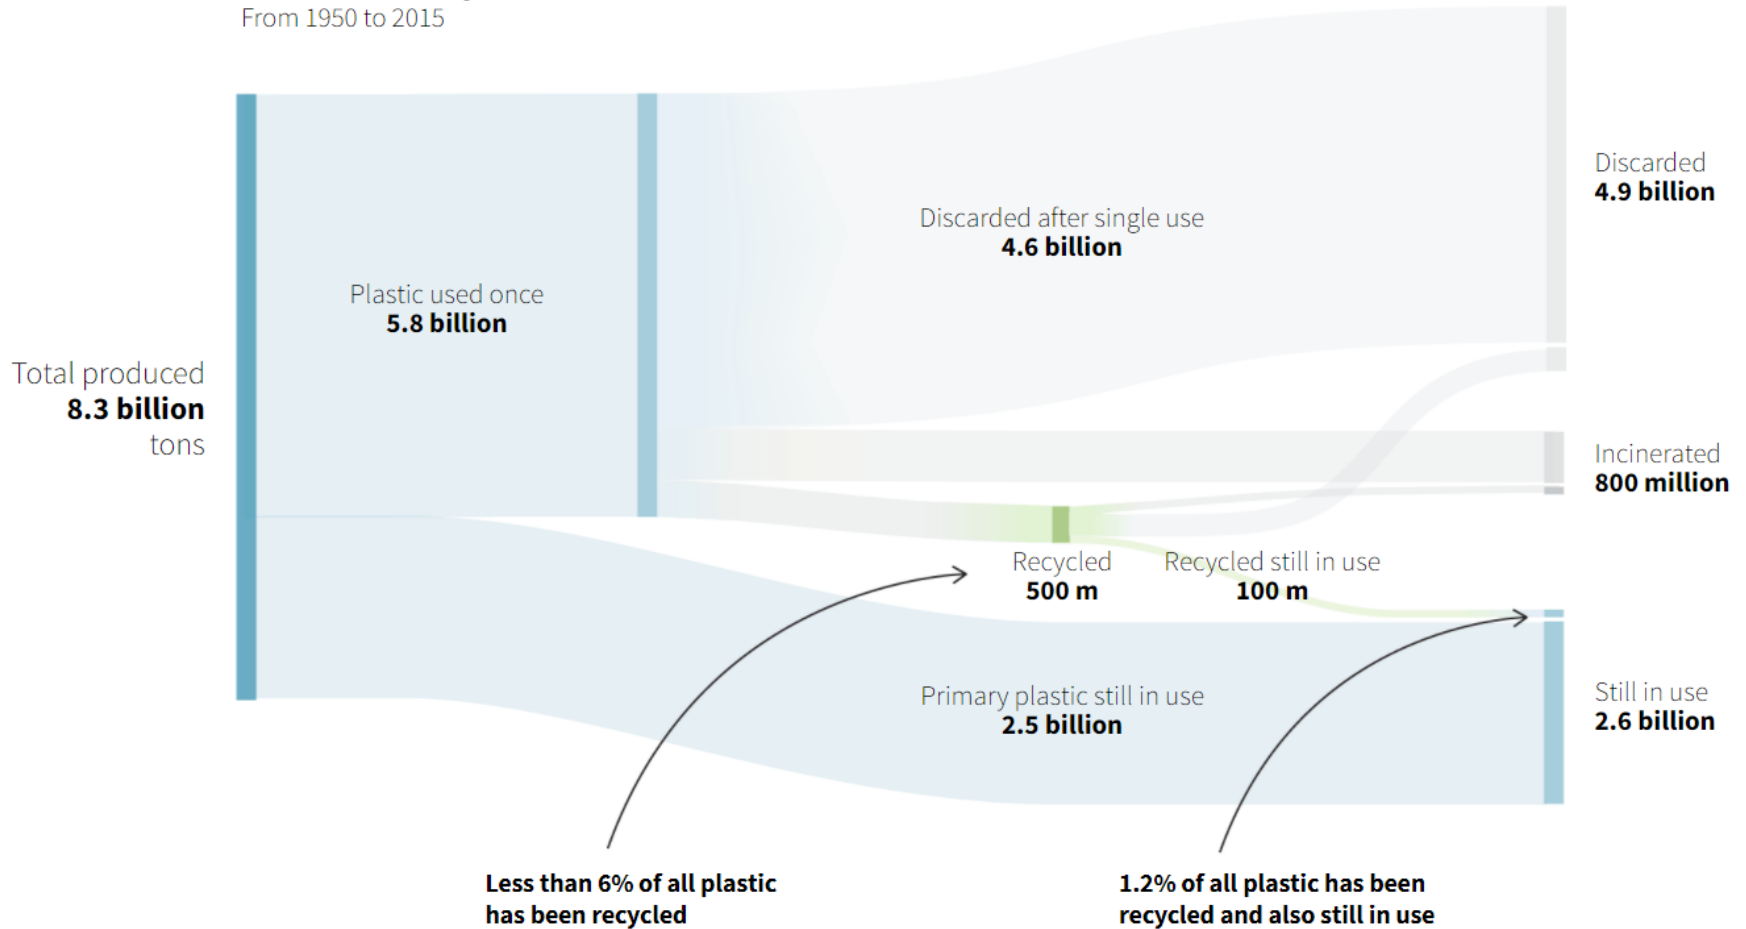 From 1950 to 2015
Discarded
4.9 billion
Discarded after single use
4.6 billion
Plastic used once
5.8 billion
Total produced
8.3 billion
tons
Incinerated
800 million
Recycled
500 m
Recycled still in use
100 m
Primary plastic still in use
2.5 billion
Still in use
2.6 billion
Less than 6% of all plastic
has been recycled
1.2% of all plastic has been
recycled and also still in use